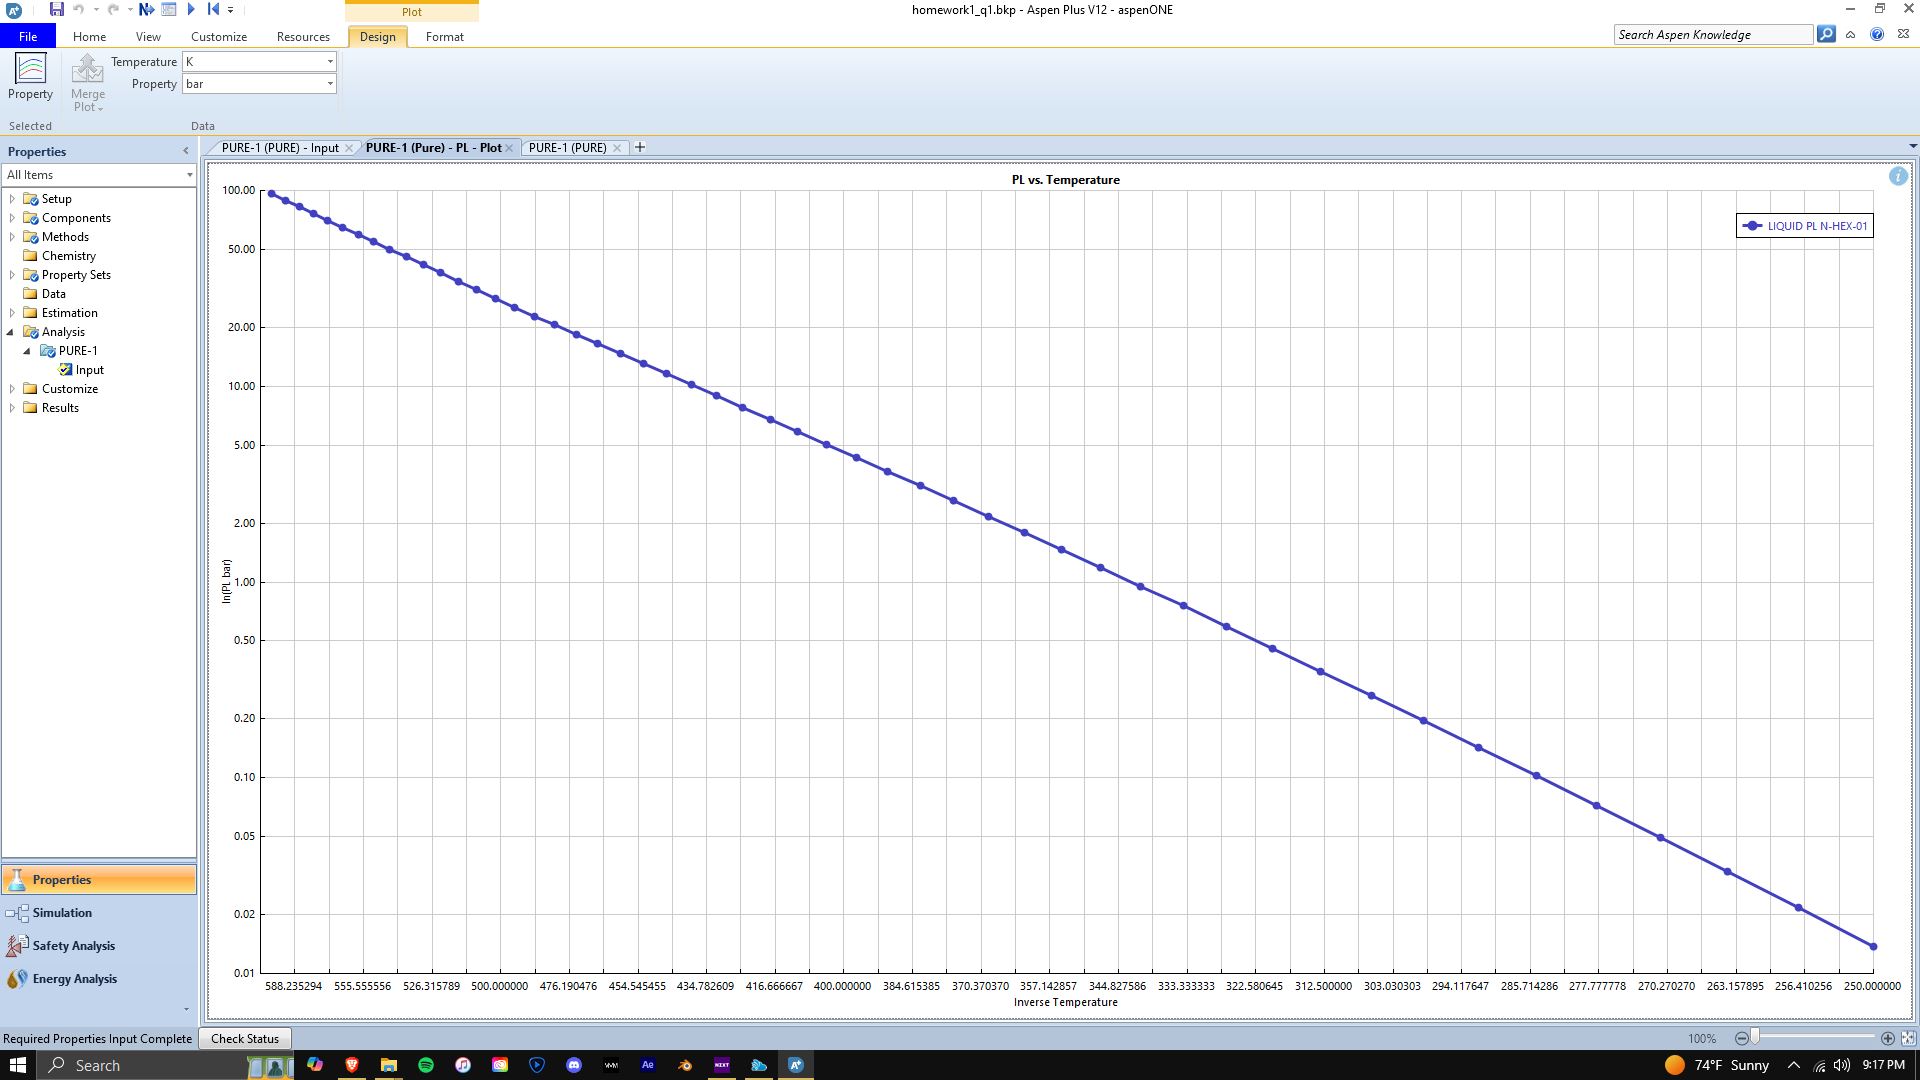 Plot
homework1_q1.bkp - Aspen Plus V12 - aspenONE
File Home View Customize Resources Design Format
Search Aspen Knowledge
Property
Merge Plot
Temperature K
Property bar
Selected
Data
Properties
All Items
Setup
Components
Methods
Chemistry
Property Sets
Data
Estimation
Analysis
PURE-1
Input
Customize
Results
Properties
Simulation
Safety Analysis
Energy Analysis
PURE-1 (PURE) - Input PURE-1 (Pure) - PL - Plot PURE-1 (PURE)
PL vs. Temperature
LIQUID PL N-HEX-01
100.00
50.00
20.00
10.00
5.00
2.00
1.00
0.50
0.20
0.10
0.05
0.02
0.01
ln(PL bar)
588.235294 555.555556 526.315789 500.000000 476.190476 454.545455 434.782609 416.666667 400.000000 384.615385 370.370370 357.142857 344.827586 333.333333 322.580645 312.500000 303.030303 294.117647 285.714286 277.777778 270.270270 263.157895 256.410256 250.000000
Inverse Temperature
Required Properties Input Complete Check Status
100%
Search
NEXT
Ae
74°F Sunny
9:17 PM